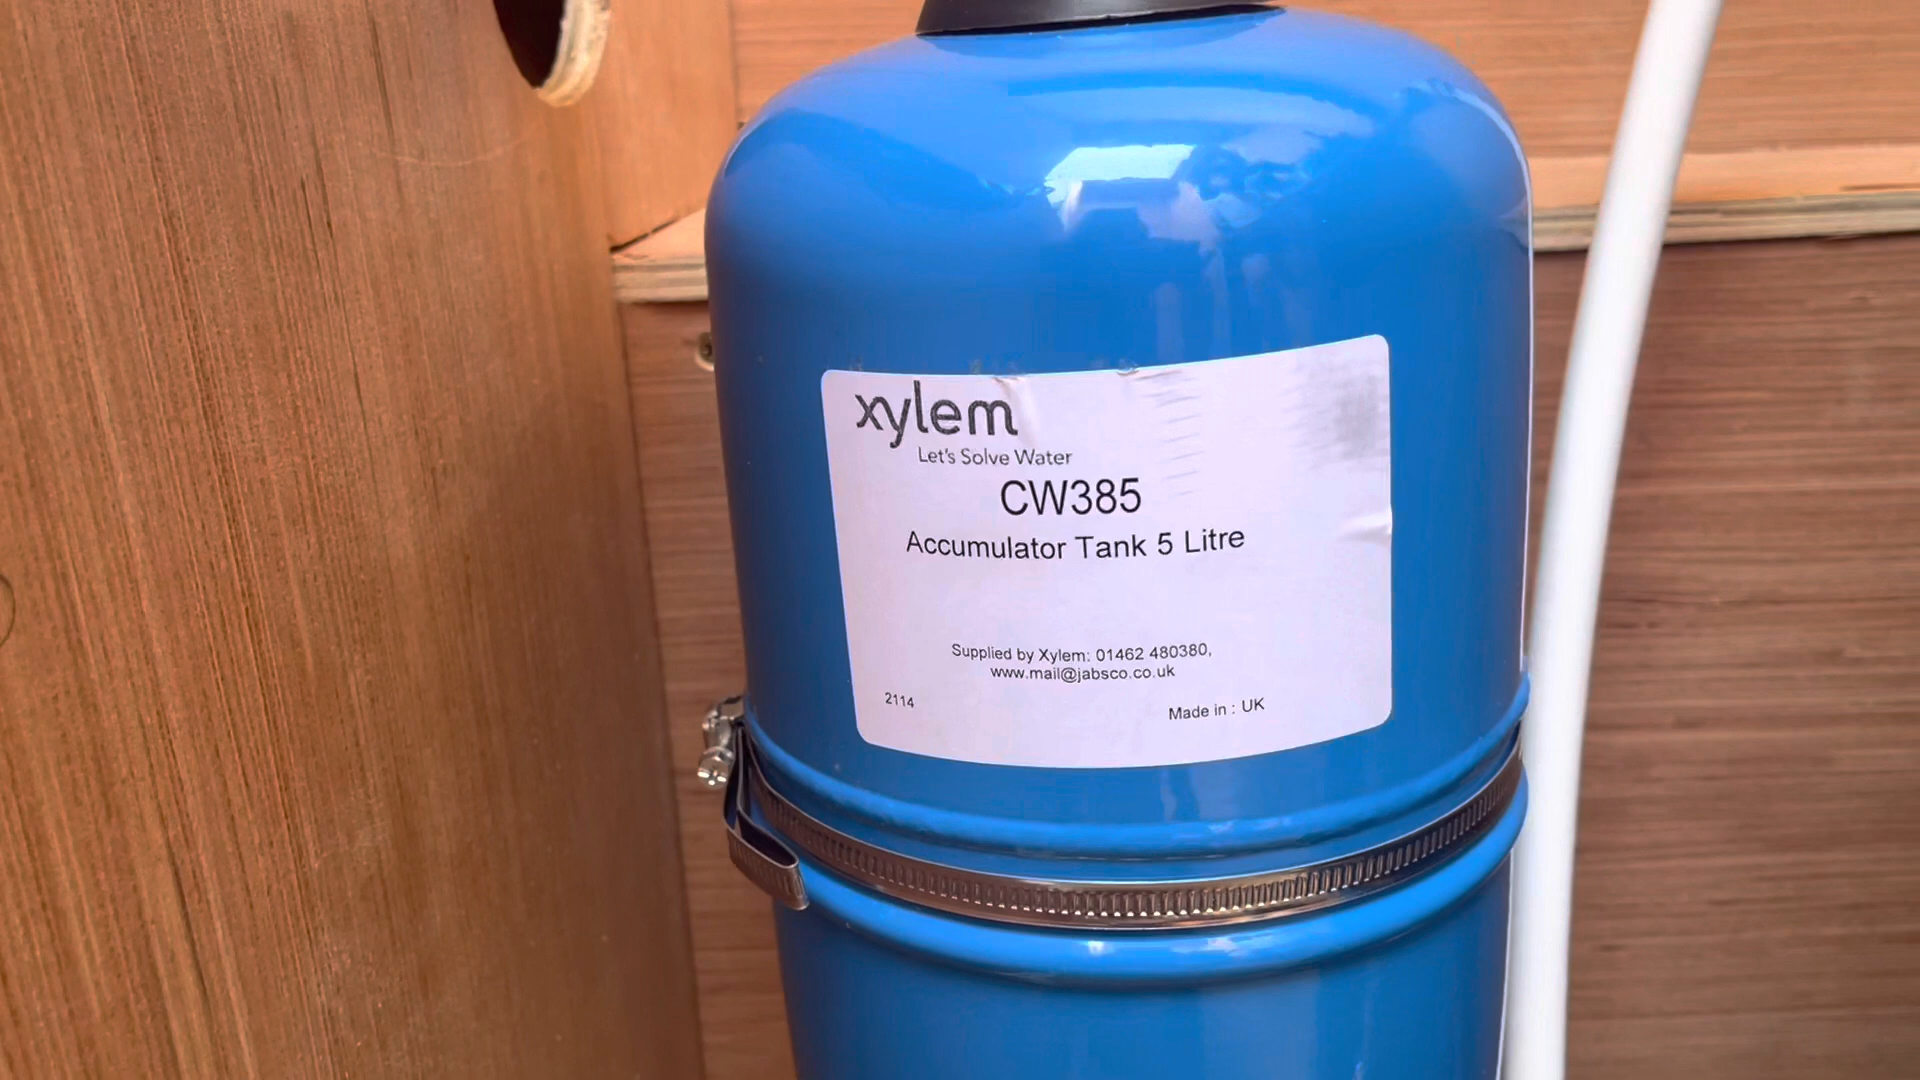 xylem
Let's Solve Water
CW385
Accumulator Tank 5 Litre
Supplied by Xylem: 01462 480380,
www.mail@jabsco.co.uk
2114
Made in : UK